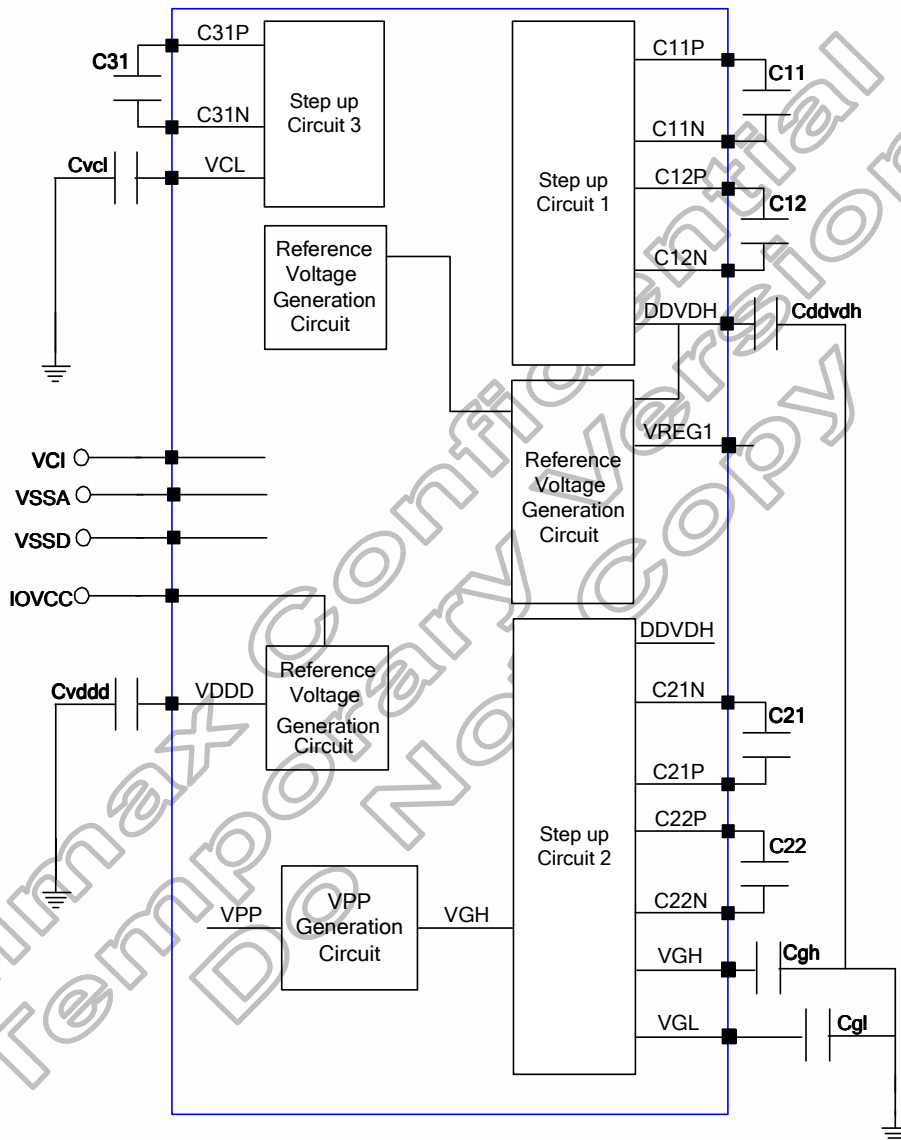 C31P
C31
C31N
Step up
Circuit 3
Cvcl
VCL
C11P
C11
C11N
C12P
C12
C12N
Step up
Circuit 1
DDVDH
Cddvdh
Reference
Voltage
Generation
Circuit
VREG1
Reference
Voltage
Generation
Circuit
VCI
VSSA
VSSD
IOVCC
Cvddd
VDDD
Reference
Voltage
Generation
Circuit
DDVDH
C21N
C21
C21P
C22P
C22
C22N
Step up
Circuit 2
VPP
VPP
Generation
Circuit
VGH
VGH
Cgh
VGL
Cgl
Himax Confidential
Temporary Version
Do Not Copy